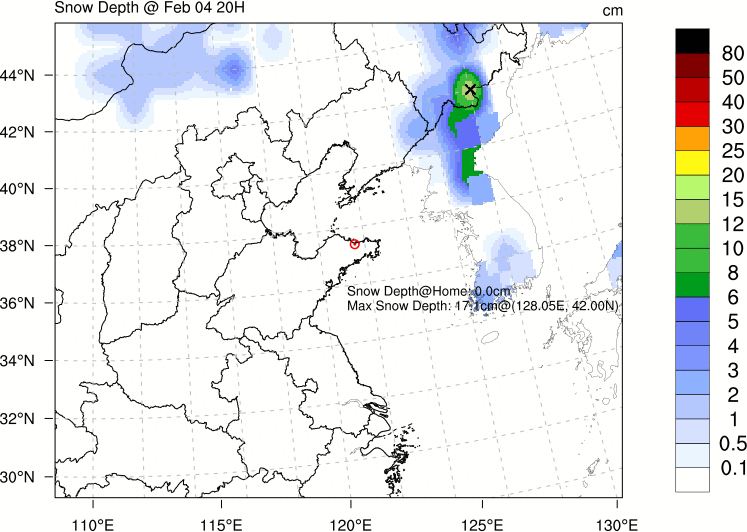 Snow Depth @ Feb 04 20H
cm
44°N
42°N
40°N
38°N
36°N
34°N
32°N
30°N
110°E
115°E
120°E
125°E
130°E
Snow Depth@Home: 0.0cm
Max Snow Depth: 17.1cm@(128.05E, 42.00N)
80
50
40
30
25
20
15
12
10
8
6
5
4
3
2
1
0.5
0.1